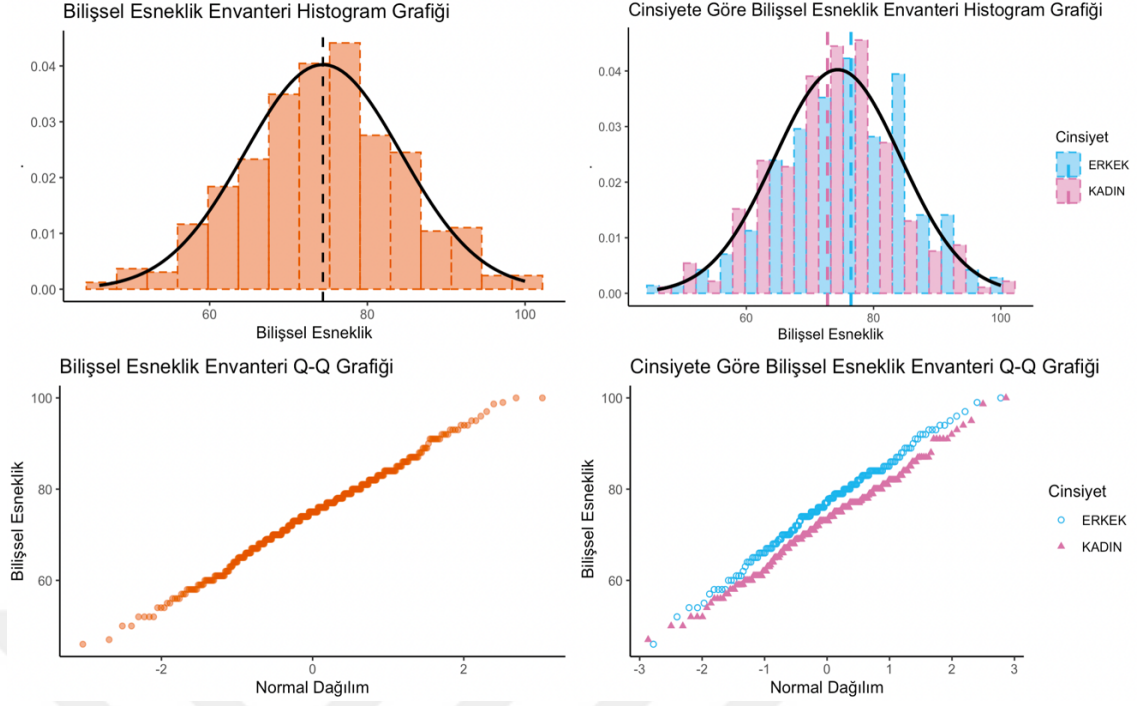 Bilişsel Esneklik Envanteri Histogram Grafiği
0.04
0.03
0.02
0.01
0.00
60
80
100
Bilişsel Esneklik
Cinsiyete Göre Bilişsel Esneklik Envanteri Histogram Grafiği
0.04
0.03
0.02
0.01
0.00
60
80
100
Bilişsel Esneklik
Cinsiyet
ERKEK
KADIN
Bilişsel Esneklik Envanteri Q-Q Grafiği
Bilişsel Esneklik
100
80
60
-2
0
2
Normal Dağılım
Cinsiyete Göre Bilişsel Esneklik Envanteri Q-Q Grafiği
Bilişsel Esneklik
100
80
60
-3
-2
-1
0
1
2
3
Normal Dağılım
Cinsiyet
ERKEK
KADIN